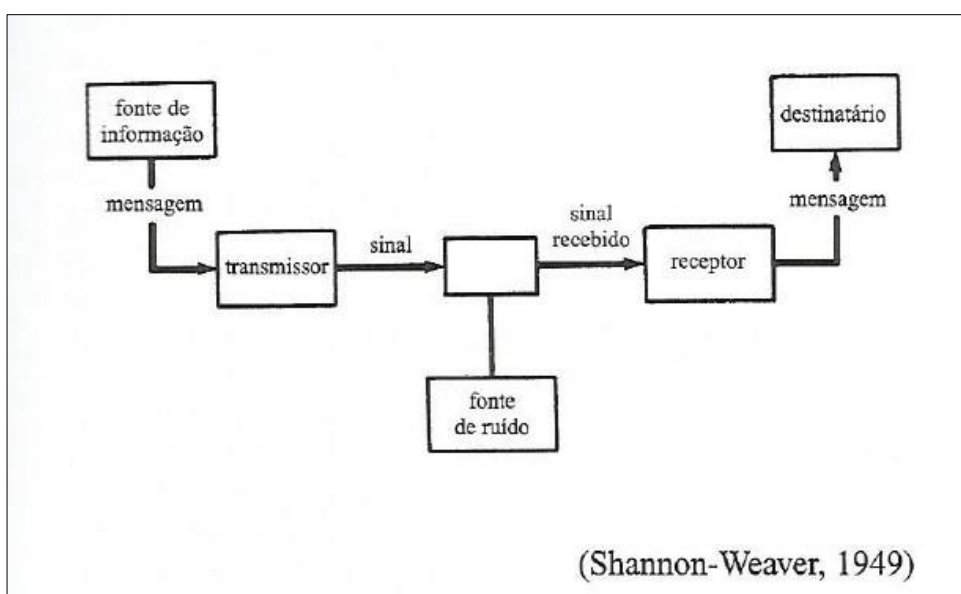 fonte de
informação
mensagem
transmissor
sinal
sinal
recebido
receptor
mensagem
destinatário
fonte
de ruído
(Shannon-Weaver, 1949)